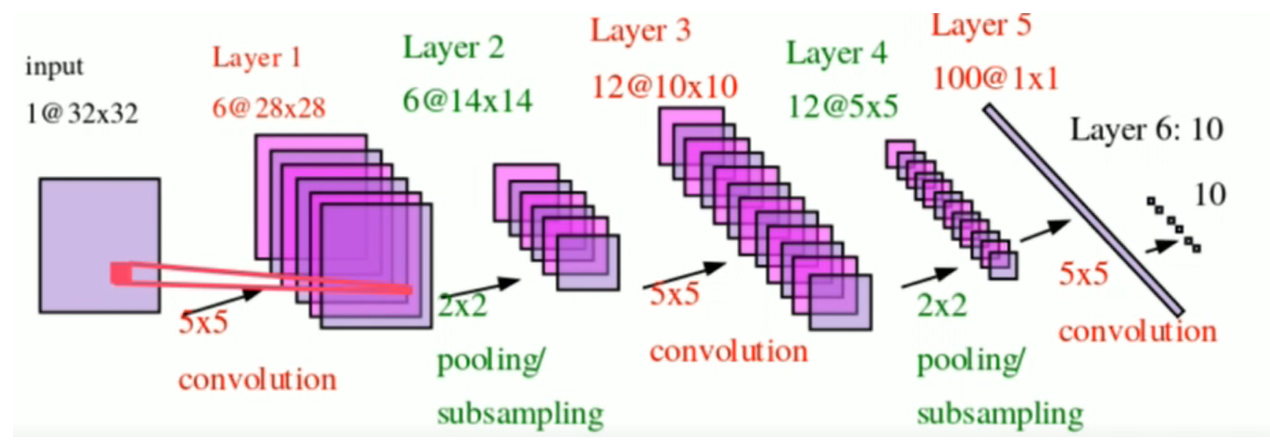 input
1@32x32
Layer 1
6@28x28
Layer 2
6@14x14
Layer 3
12@10x10
Layer 4
12@5x5
Layer 5
100@1x1
Layer 6: 10
10
5x5
convolution
2x2
pooling/
subsampling
5x5
convolution
2x2
pooling/
subsampling
5x5
convolution